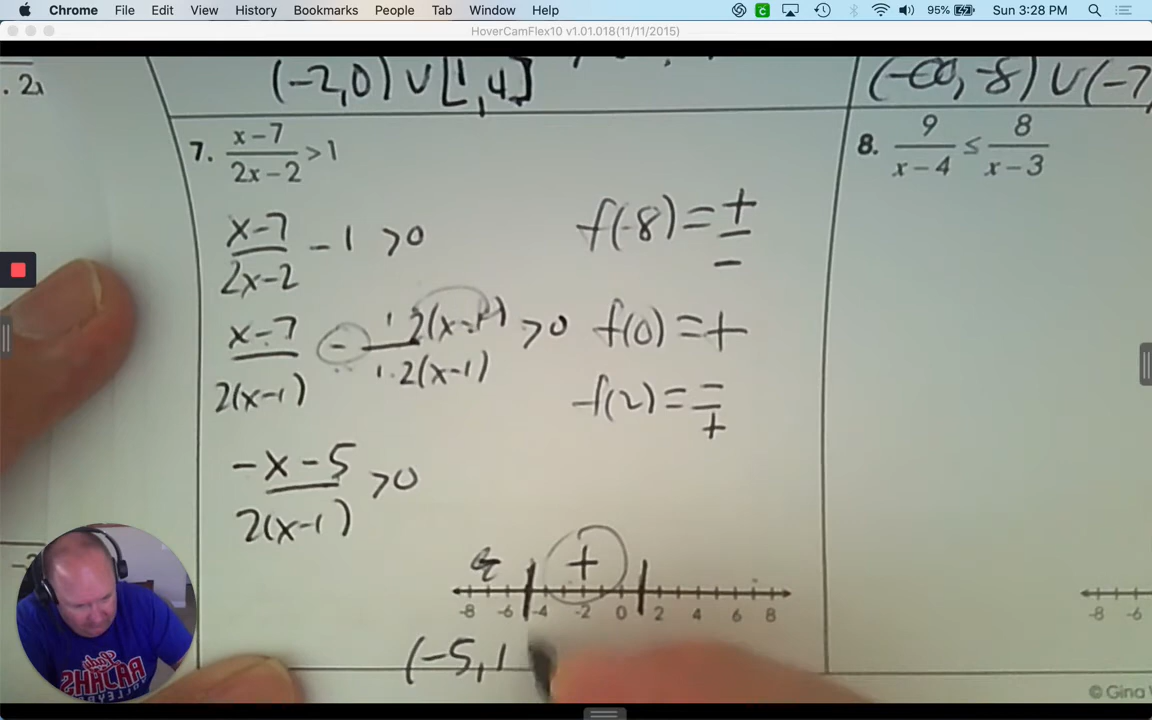 Chrome File Edit View History Bookmarks People Tab Window Help 95% Sun 3:28 PM
HoverCamFlex10 v1.01.018(11/11/2015)
. 2x
(-2,0) ∪ [1,4]
(-∞,-8) ∪ (-7,
7. x-7/2x-2 > 1
8. 9/x-4 ≤ 8/x-3
x-7/2x-2 - 1 > 0
f(-8) = +/-
x-7/2(x-1) - 1·2(x-1)/1·2(x-1) > 0
f(0) = +
f(2) = -/+
-x-5/2(x-1) > 0
+
-8 -6 -4 -2 0 2 4 6 8
-8 -6
(-5,1
© Gina